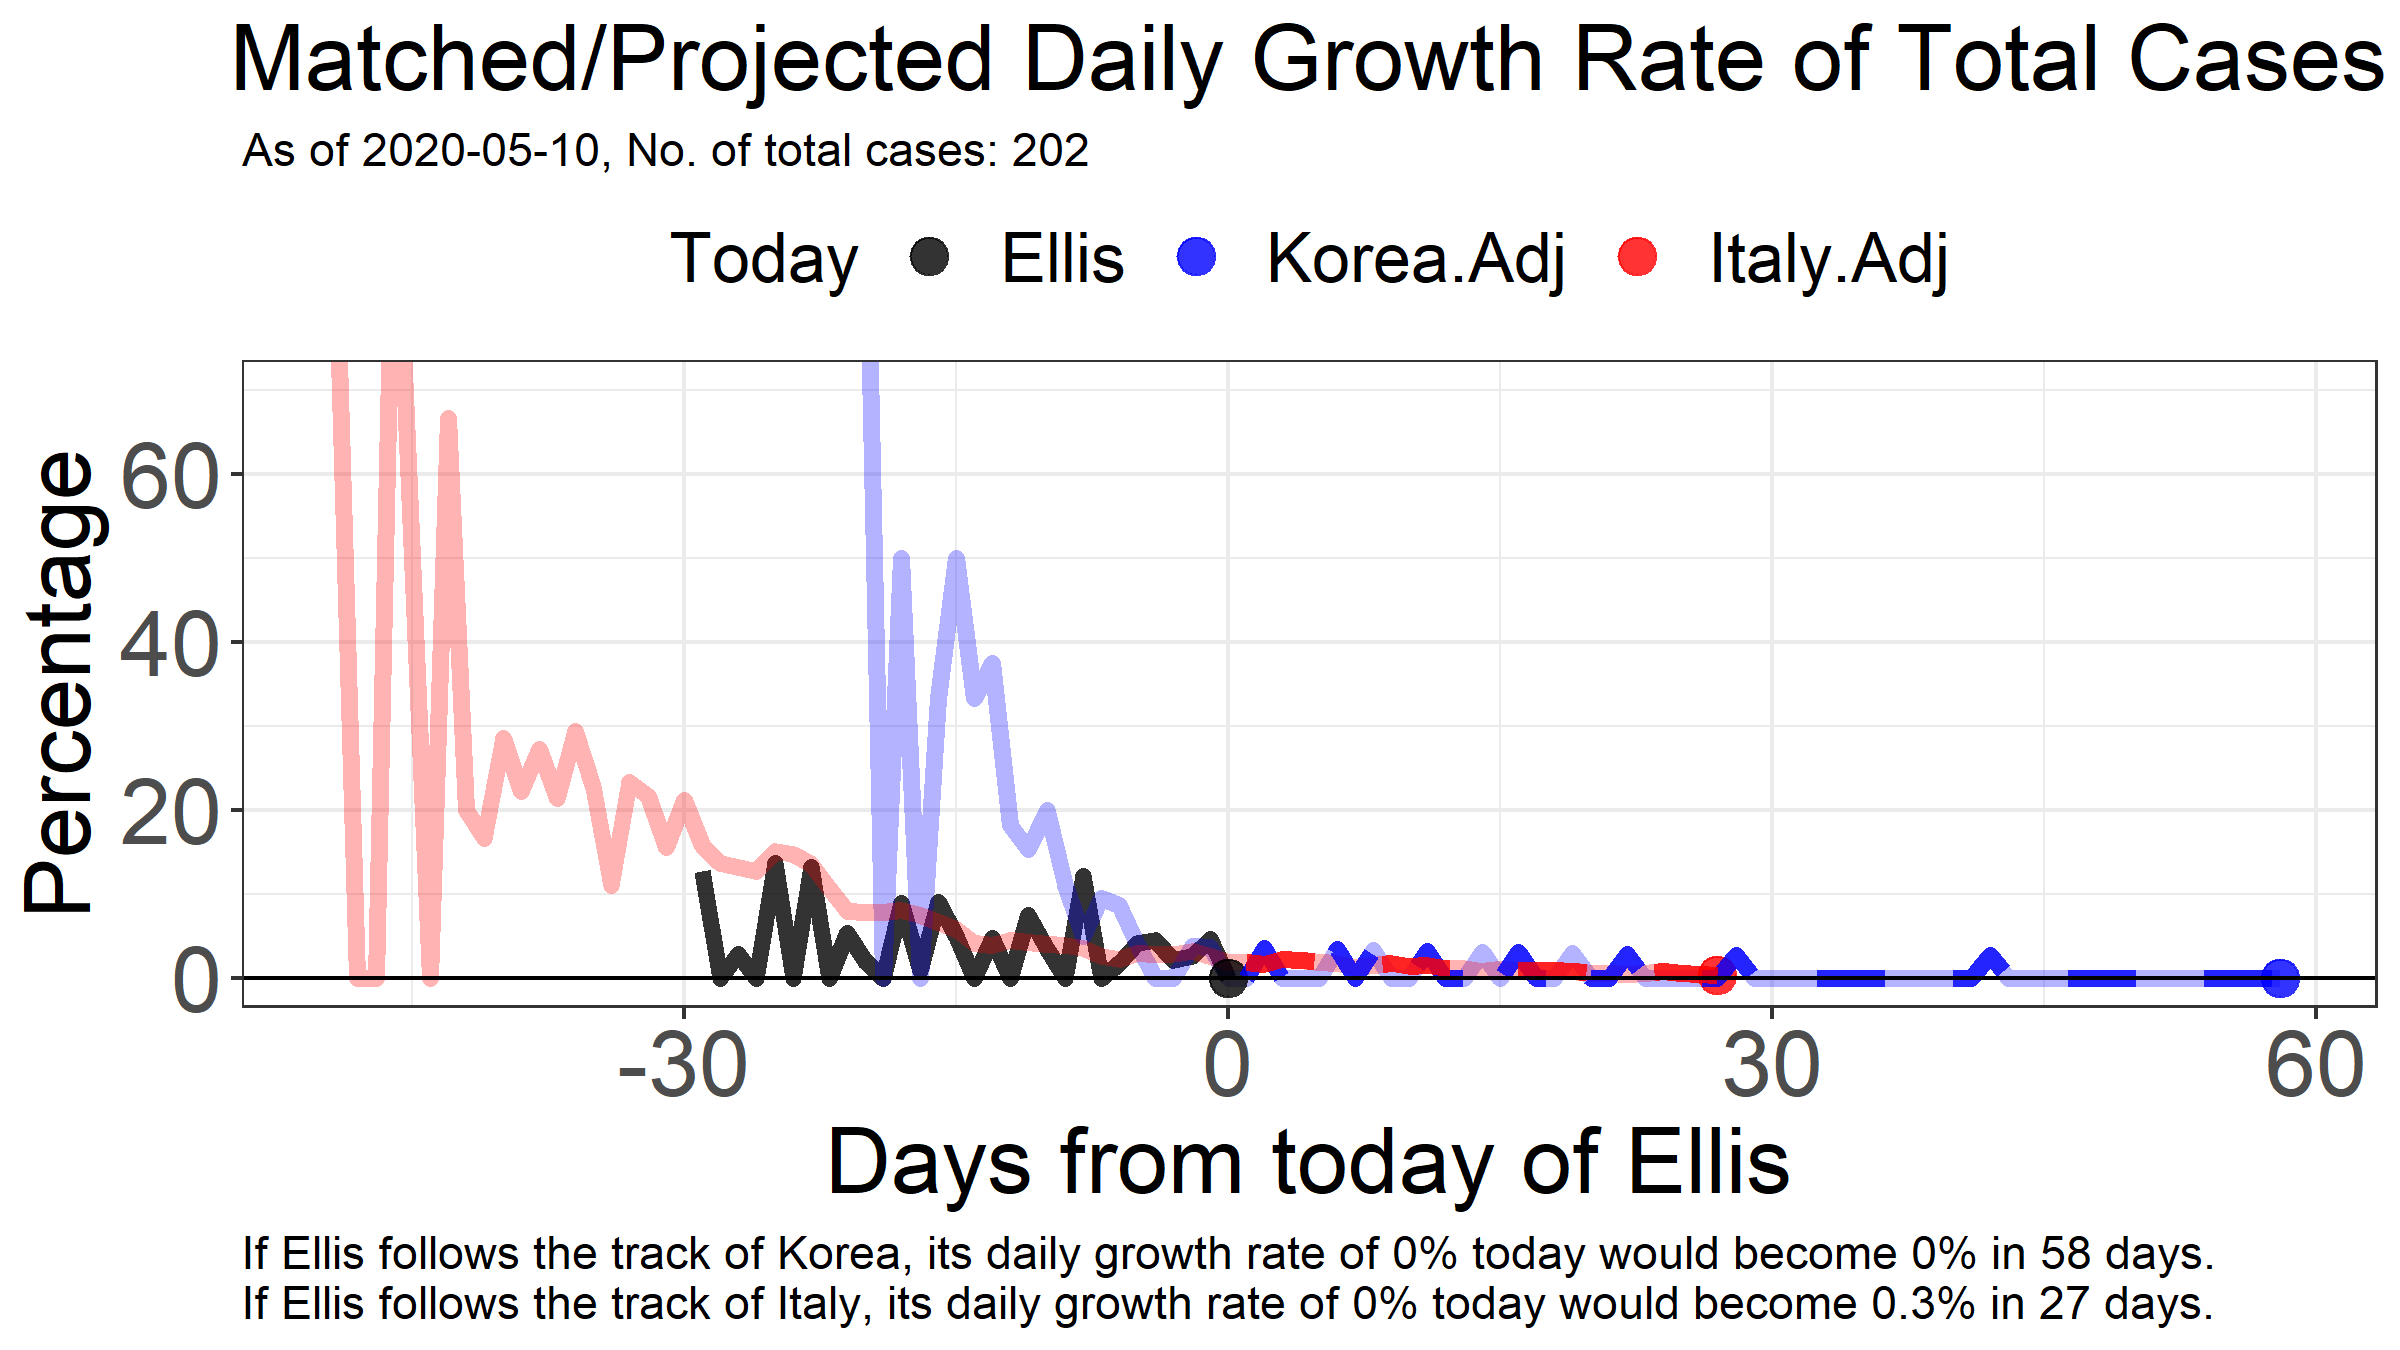 Matched/Projected Daily Growth Rate of Total Cases
As of 2020-05-10, No. of total cases: 202
Today Ellis Korea.Adj Italy.Adj
Percentage
60
40
20
0
-30 0 30 60
Days from today of Ellis
If Ellis follows the track of Korea, its daily growth rate of 0% today would become 0% in 58 days.
If Ellis follows the track of Italy, its daily growth rate of 0% today would become 0.3% in 27 days.